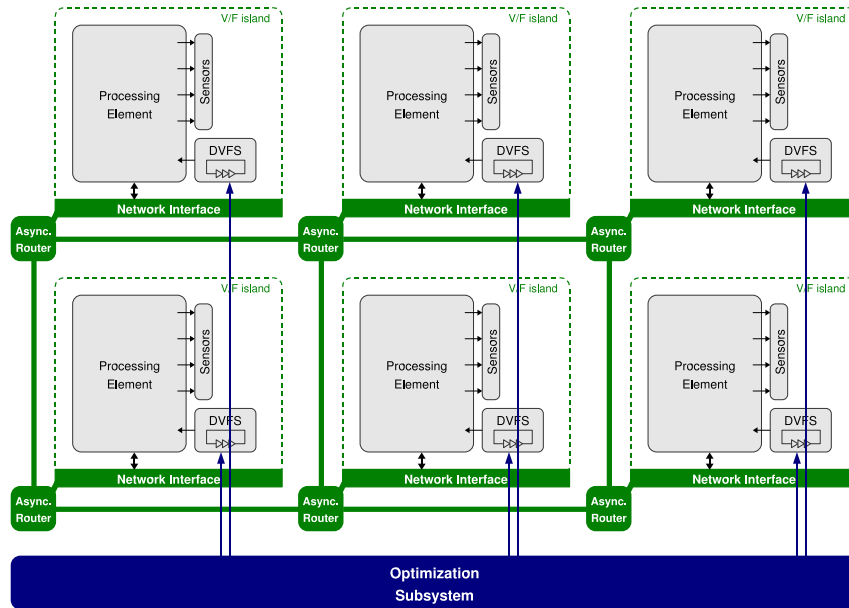 V/F island
V/F island
V/F island
Processing
Element
Sensors
DVFS
Processing
Element
Sensors
DVFS
Processing
Element
Sensors
DVFS
Network Interface
Network Interface
Network Interface
Async.
Router
Async.
Router
Async.
Router
V/F island
V/F island
V/F island
Processing
Element
Sensors
DVFS
Processing
Element
Sensors
DVFS
Processing
Element
Sensors
DVFS
Network Interface
Network Interface
Network Interface
Async.
Router
Async.
Router
Async.
Router
Optimization
Subsystem